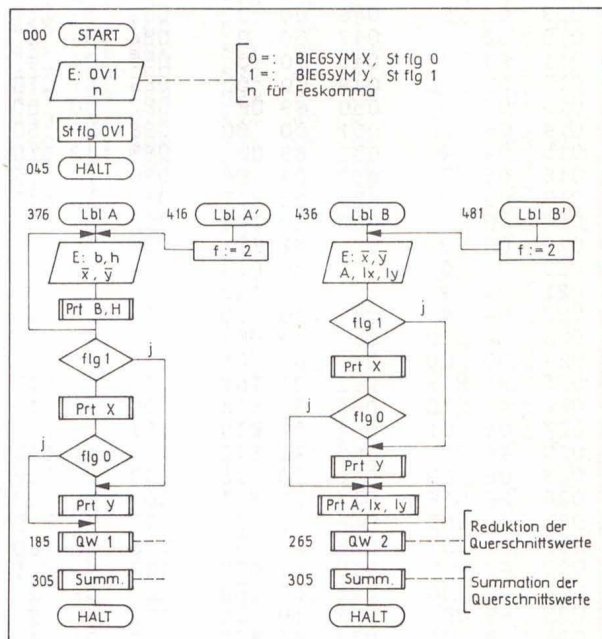 000 START
E: 0V1
n
0 =: BIEGSYM X, St flg 0
1 =: BIEGSYM Y, St flg 1
n für Feskomma
St flg 0V1
045 HALT
376 Lbl A
416 Lbl A'
f := 2
E: b, h
x̅, y̅
Prt B, H
flg 1
j
Prt X
j
flg 0
Prt Y
185 QW 1
305 Summ.
HALT
436 Lbl B
481 Lbl B'
f := 2
E: x̅, y̅
A, Ix, Iy
flg 1
j
Prt X
j
flg 0
Prt Y
Prt A, Ix, Iy
265 QW 2
Reduktion der
Querschnittswerte
305 Summ.
Summation der
Querschnittswerte
HALT